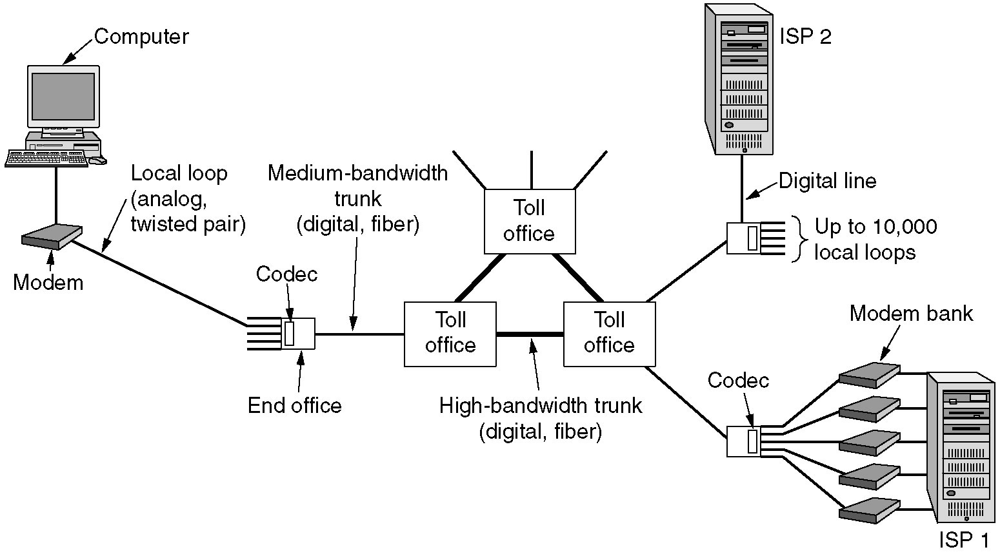 Computer
ISP 2
Local loop
(analog,
twisted pair)
Medium-bandwidth
trunk
(digital, fiber)
Digital line
Toll
office
Up to 10,000
local loops
Modem
Codec
Toll
office
Toll
office
Modem bank
End office
High-bandwidth trunk
(digital, fiber)
Codec
ISP 1